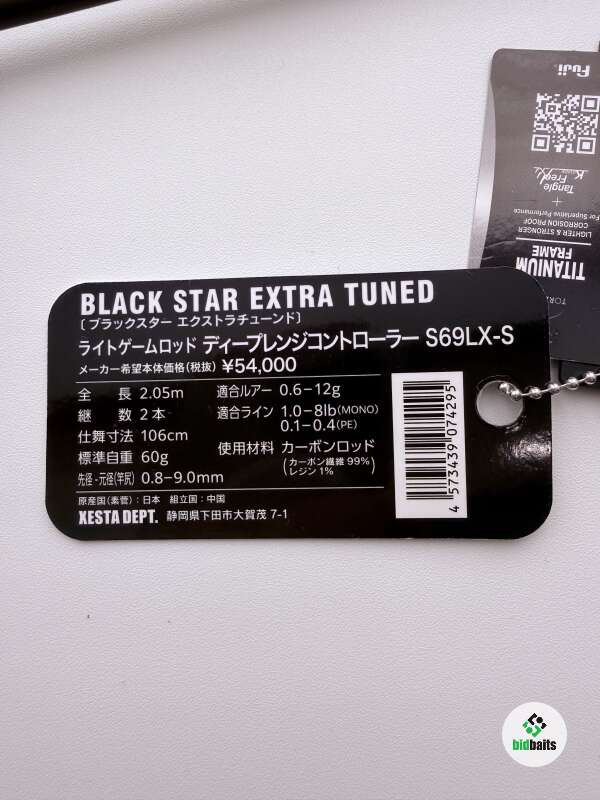 BLACK STAR EXTRA TUNED
〔ブラックスター エクストラチューンド〕
ライトゲームロッド ディープレンジコントローラー S69LX-S
メーカー希望本体価格(税抜) ¥54,000
全 長 2.05m 適合ルアー 0.6-12g
継 数 2本 適合ライン 1.0-8lb(MONO)
0.1-0.4(PE)
仕舞寸法 106cm
標準自重 60g 使用材料 カーボンロッド
(カーボン繊維 99%
レジン 1%)
先径-元径(竿尻) 0.8-9.0mm
原産国(素菅):日本 組立国:中国
XESTA DEPT. 静岡県下田市大賀茂 7-1
4 573439 074295
Fuji
Tangle Free
+
For Superlative Performance
CORROSION PROOF
LIGHTER & STRONGER
TITANIUM
FRAME
bidbaits